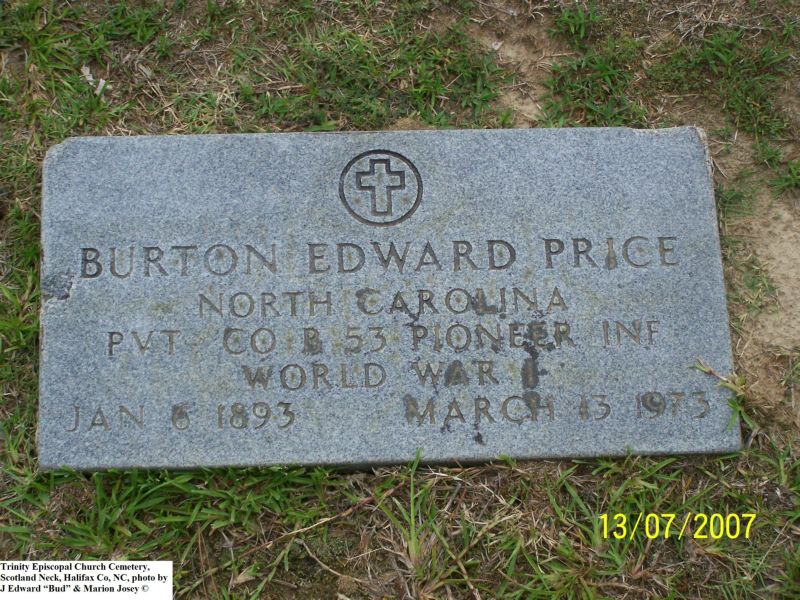 BURTON EDWARD PRICE
NORTH CAROLINA
PVT CO B 53 PIONEER INF
WORLD WAR I
JAN 6 1893 MARCH 13 1973
13/07/2007
Trinity Episcopal Church Cemetery,
Scotland Neck, Halifax Co, NC, photo by
J Edward “Bud” & Marion Josey ©